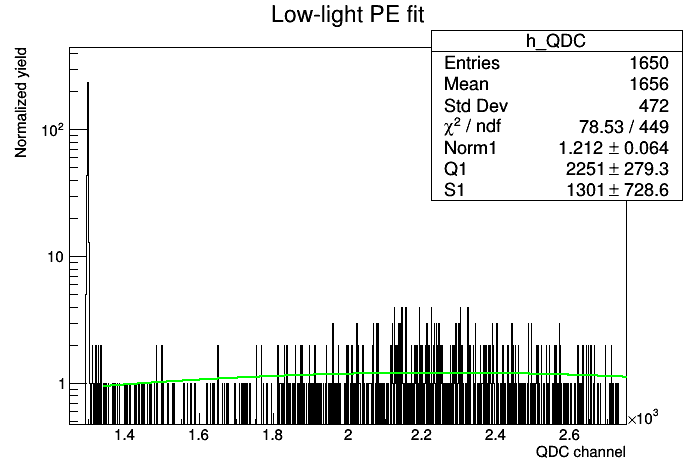 Low-light PE fit
h_QDC
Entries 1650
Mean 1656
Std Dev 472
χ² / ndf 78.53 / 449
Norm1 1.212 ± 0.064
Q1 2251 ± 279.3
S1 1301 ± 728.6
Normalized yield
10²
10
1
1.4 1.6 1.8 2 2.2 2.4 2.6
×10³
QDC channel